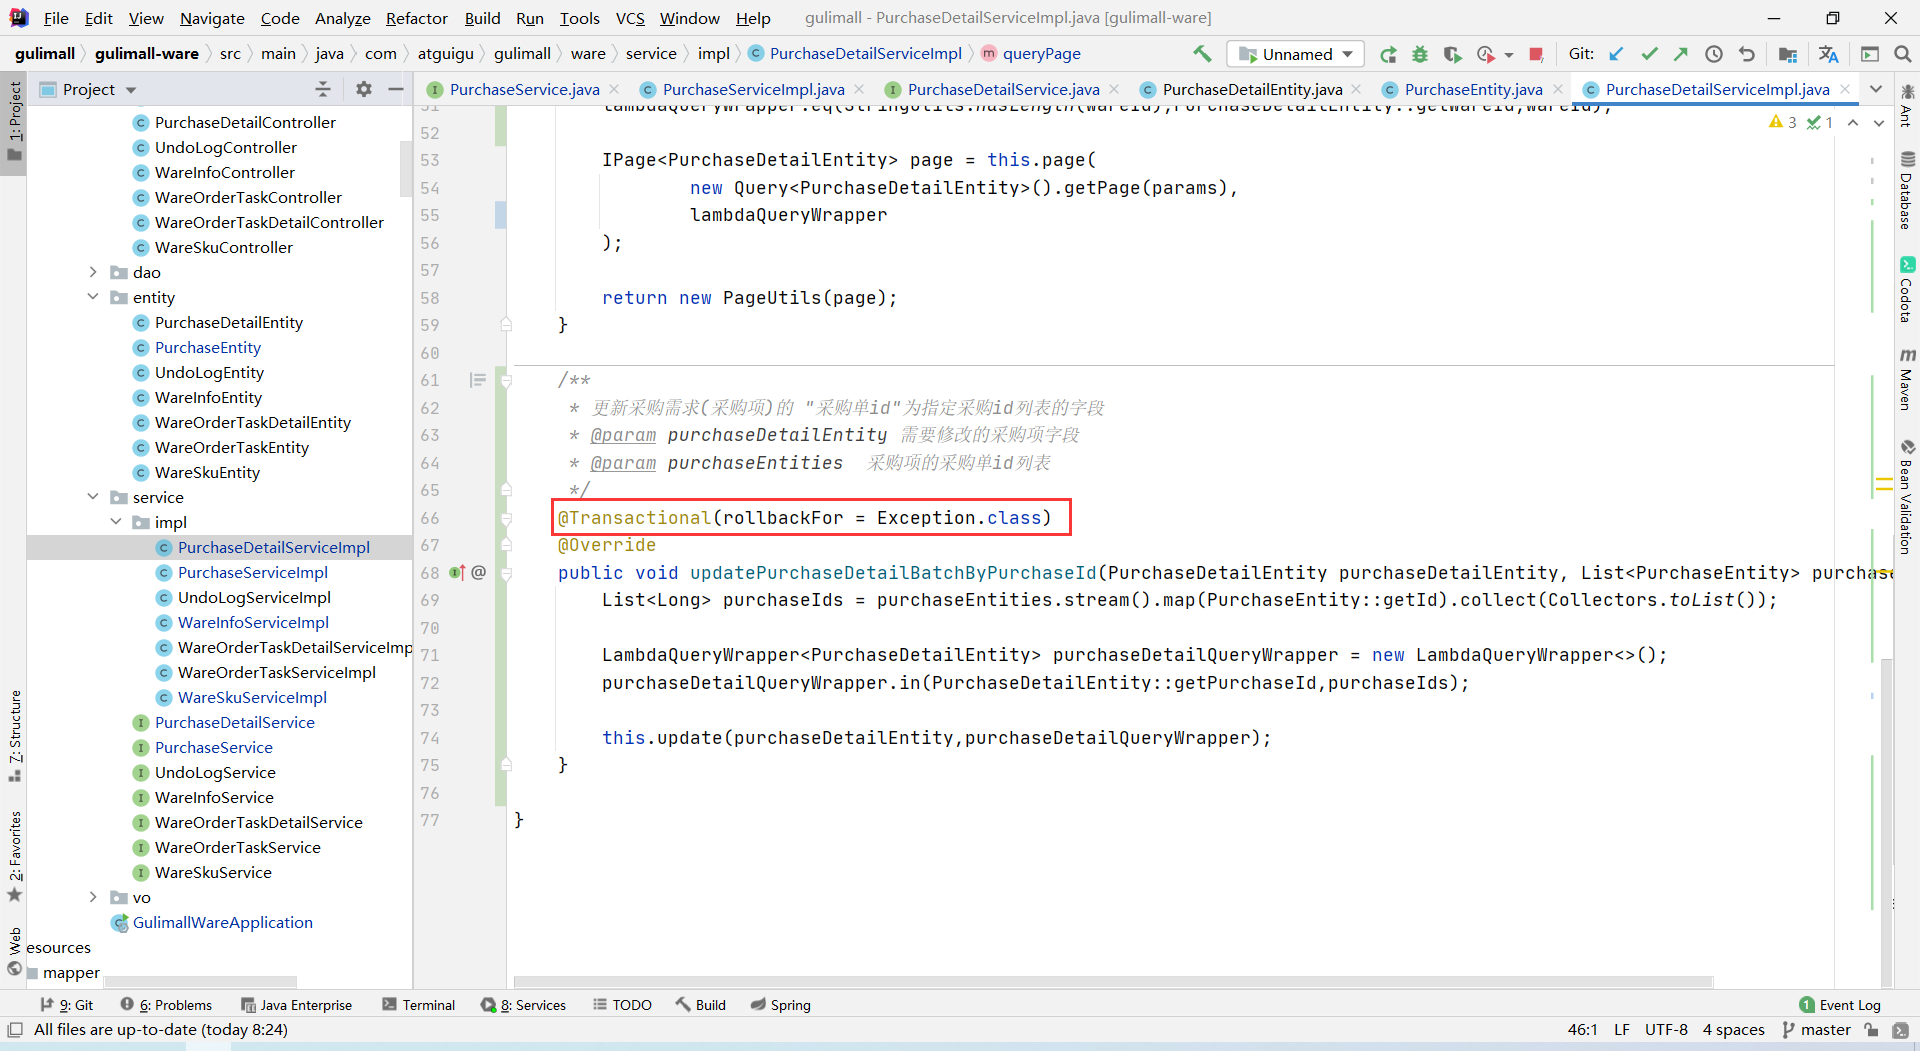 File Edit View Navigate Code Analyze Refactor Build Run Tools VCS Window Help gulimall - PurchaseDetailServiceImpl.java [gulimall-ware]
gulimall gulimall-ware src main java com atguigu gulimall ware service impl PurchaseDetailServiceImpl queryPage Unnamed Git:
Project
PurchaseService.java PurchaseServiceImpl.java PurchaseDetailService.java PurchaseDetailEntity.java PurchaseEntity.java PurchaseDetailServiceImpl.java
1: Project
7: Structure
2: Favorites
Web
PurchaseDetailController
UndoLogController
WareInfoController
WareOrderTaskController
WareOrderTaskDetailController
WareSkuController
dao
entity
PurchaseDetailEntity
PurchaseEntity
UndoLogEntity
WareInfoEntity
WareOrderTaskDetailEntity
WareOrderTaskEntity
WareSkuEntity
service
impl
PurchaseDetailServiceImpl
PurchaseServiceImpl
UndoLogServiceImpl
WareInfoServiceImpl
WareOrderTaskDetailServiceImp
WareOrderTaskServiceImpl
WareSkuServiceImpl
PurchaseDetailService
PurchaseService
UndoLogService
WareInfoService
WareOrderTaskDetailService
WareOrderTaskService
WareSkuService
vo
GulimallWareApplication
esources
mapper
51 lambdaQueryWrapper.eq(StringUtils.hasLength(wareId),PurchaseDetailEntity::getWareId,wareId);
3 1
52
53 IPage<PurchaseDetailEntity> page = this.page(
54 new Query<PurchaseDetailEntity>().getPage(params),
55 lambdaQueryWrapper
56 );
57
58 return new PageUtils(page);
59 }
60
61 /**
62 * 更新采购需求(采购项)的 "采购单id"为指定采购id列表的字段
63 * @param purchaseDetailEntity 需要修改的采购项字段
64 * @param purchaseEntities 采购项的采购单id列表
65 */
66 @Transactional(rollbackFor = Exception.class)
67 @Override
68 @ public void updatePurchaseDetailBatchByPurchaseId(PurchaseDetailEntity purchaseDetailEntity, List<PurchaseEntity> purchase
69 List<Long> purchaseIds = purchaseEntities.stream().map(PurchaseEntity::getId).collect(Collectors.toList());
70
71 LambdaQueryWrapper<PurchaseDetailEntity> purchaseDetailQueryWrapper = new LambdaQueryWrapper<>();
72 purchaseDetailQueryWrapper.in(PurchaseDetailEntity::getPurchaseId,purchaseIds);
73
74 this.update(purchaseDetailEntity,purchaseDetailQueryWrapper);
75 }
76
77 }
Ant
Database
Codota
Maven
Bean Validation
9: Git 6: Problems Java Enterprise Terminal 8: Services TODO Build Spring 1 Event Log
All files are up-to-date (today 8:24) 46:1 LF UTF-8 4 spaces master